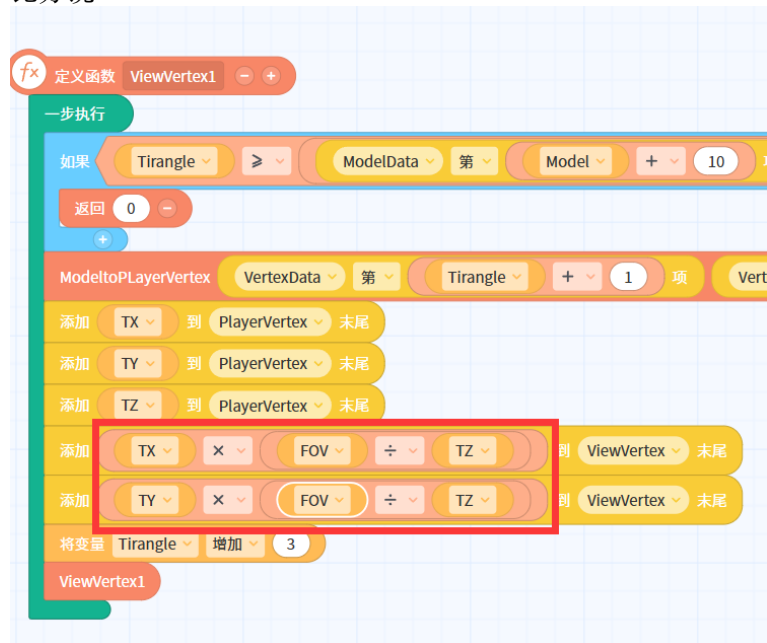 定义函数 ViewVertex1
一步执行
如果 Tirangle ≥ ModelData 第 Model + 10
返回 0
ModeltoPLayerVertex VertexData 第 Tirangle + 1 项 Vert
添加 TX 到 PlayerVertex 末尾
添加 TY 到 PlayerVertex 末尾
添加 TZ 到 PlayerVertex 末尾
添加 TX × FOV ÷ TZ 到 ViewVertex 末尾
添加 TY × FOV ÷ TZ 到 ViewVertex 末尾
将变量 Tirangle 增加 3
ViewVertex1